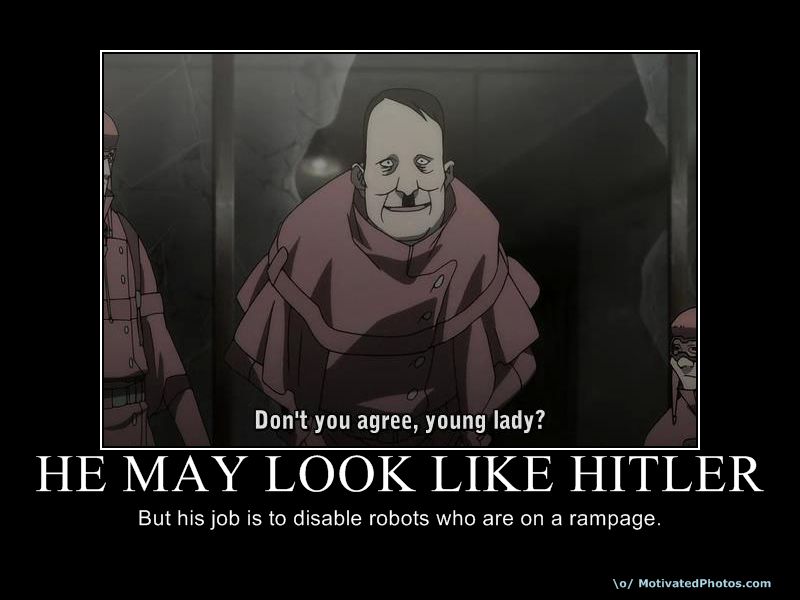 Don't you agree, young lady?
HE MAY LOOK LIKE HITLER
But his job is to disable robots who are on a rampage.
\o/ MotivatedPhotos.com